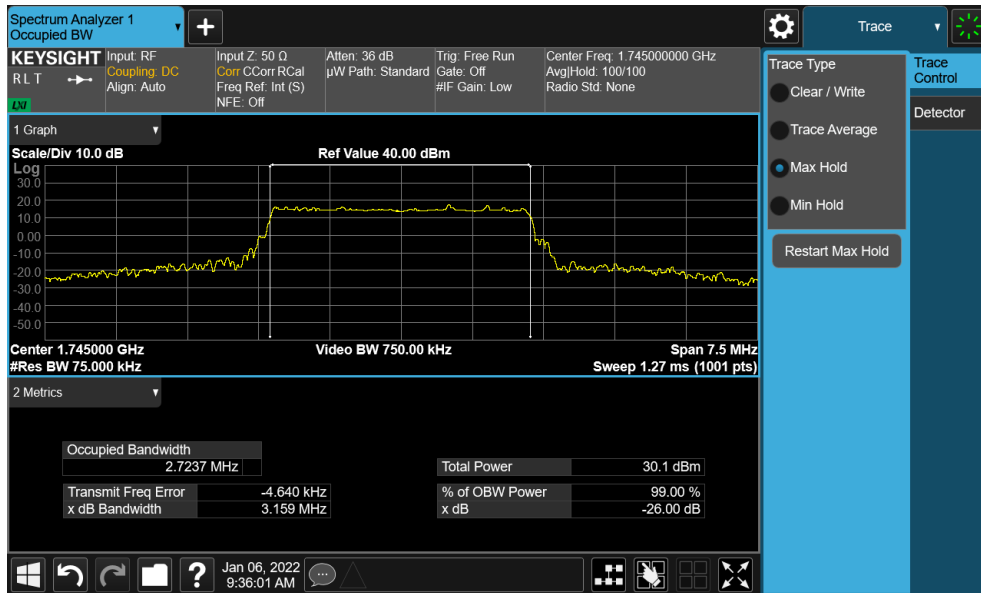 Spectrum Analyzer 1
Occupied BW
+
Trace
KEYSIGHT
R L T
LXI
Input: RF
Coupling: DC
Align: Auto
Input Z: 50 Ω
Corr CCorr RCal
Freq Ref: Int (S)
NFE: Off
Atten: 36 dB
µW Path: Standard
Trig: Free Run
Gate: Off
#IF Gain: Low
Center Freq: 1.745000000 GHz
Avg|Hold: 100/100
Radio Std: None
Trace Type
Clear / Write
Trace Average
Max Hold
Min Hold
Restart Max Hold
Trace
Control
Detector
1 Graph
Scale/Div 10.0 dB
Ref Value 40.00 dBm
Log
30.0
20.0
10.0
0.00
-10.0
-20.0
-30.0
-40.0
-50.0
Center 1.745000 GHz
Video BW 750.00 kHz
Span 7.5 MHz
#Res BW 75.000 kHz
Sweep 1.27 ms (1001 pts)
2 Metrics
Occupied Bandwidth
2.7237 MHz
Total Power 30.1 dBm
Transmit Freq Error -4.640 kHz
% of OBW Power 99.00 %
x dB Bandwidth 3.159 MHz
x dB -26.00 dB
?
Jan 06, 2022
9:36:01 AM